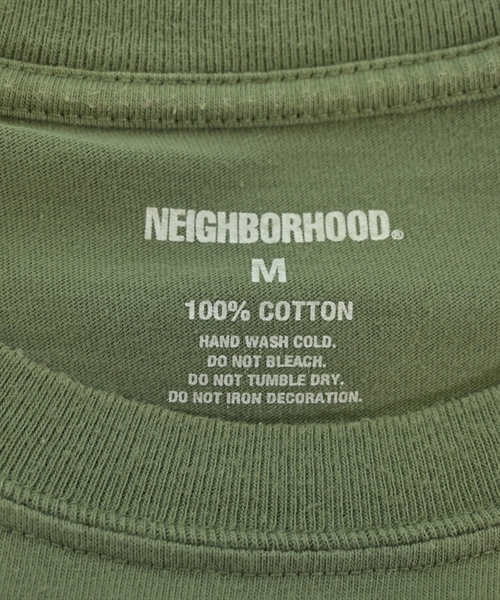 NEIGHBORHOOD®
M
100% COTTON
HAND WASH COLD.
DO NOT BLEACH.
DO NOT TUMBLE DRY.
DO NOT IRON DECORATION.